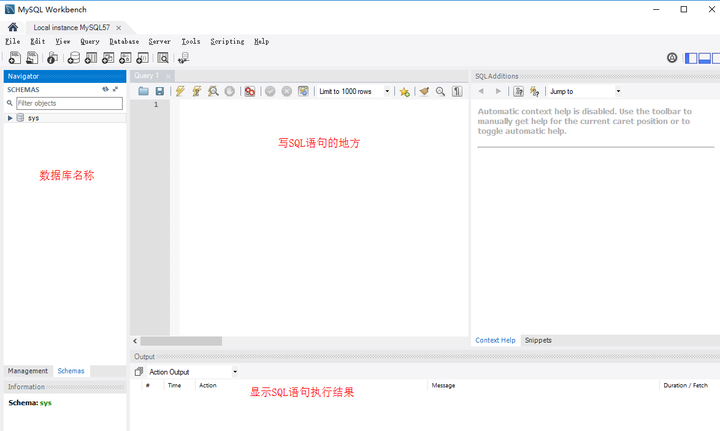 MySQL Workbench
Local instance MySQL57
File Edit View Query Database Server Tools Scripting Help
Navigator
SCHEMAS
Filter objects
sys
数据库名称
Management Schemas
Information
Schema: sys
Query 1
Limit to 1000 rows
1
写SQL语句的地方
SQLAdditions
Jump to
Automatic context help is disabled. Use the toolbar to
manually get help for the current caret position or to
toggle automatic help.
Context Help Snippets
Output
Action Output
# Time Action Message Duration / Fetch
显示SQL语句执行结果